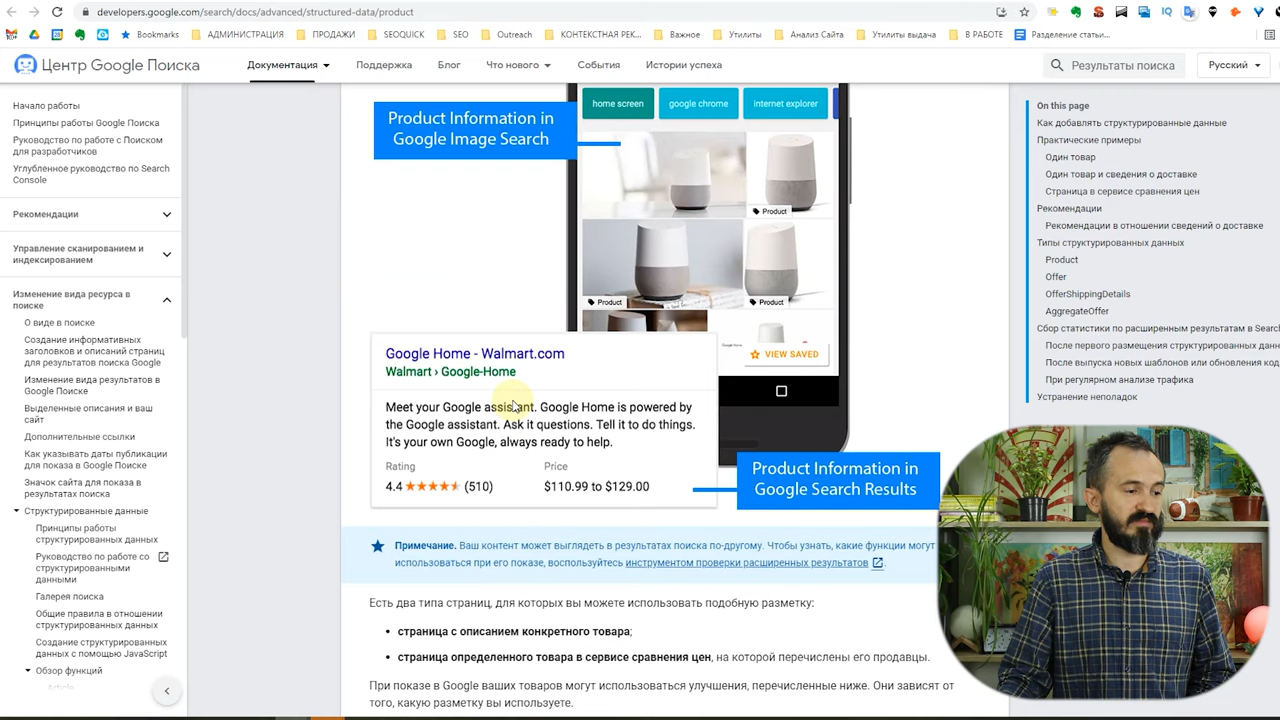 developers.google.com/search/docs/advanced/structured-data/product
Bookmarks
АДМИНИСТРАЦИЯ
ПРОДАЖИ
SEOQUICK
SEO
Outreach
КОНТЕКСТНАЯ РЕК...
Важное
Утилиты
Анализ Сайта
Утилиты выдача
В РАБОТЕ
Разделение статьи...
Центр Google Поиска
Документация
Поддержка
Блог
Что нового
События
Истории успеха
Результаты поиска
Русский
Начало работы
Принципы работы Google Поиска
Руководство по работе с Поиском
для разработчиков
Углубленное руководство по Search
Console
Рекомендации
Управление сканированием и
индексированием
Изменение вида ресурса в
поиске
О виде в поиске
Создание информативных
заголовков и описаний страниц
для результатов поиска Google
Изменение вида результатов в
Google Поиске
Выделенные описания и ваш
сайт
Дополнительные ссылки
Как указывать даты публикации
для показа в Google Поиске
Значок сайта для показа в
результатах поиска
Структурированные данные
Принципы работы
структурированных данных
Руководство по работе со
структурированными
данными
Галерея поиска
Общие правила в отношении
структурированных данных
Создание структурированных
данных с помощью JavaScript
Обзор функций
Article
home screen
google chrome
internet explorer
Product Information in
Google Image Search
Product
Product
Product
VIEW SAVED
Google Home - Walmart.com
Walmart › Google-Home
Meet your Google assistant. Google Home is powered by
the Google assistant. Ask it questions. Tell it to do things.
It's your own Google, always ready to help.
Rating
Price
4.4
(510)
$110.99 to $129.00
Product Information in
Google Search Results
Примечание. Ваш контент может выглядеть в результатах поиска по-другому. Чтобы узнать, какие функции могут
использоваться при его показе, воспользуйтесь инструментом проверки расширенных результатов.
Есть два типа страниц, для которых вы можете использовать подобную разметку:
• страница с описанием конкретного товара;
• страница определенного товара в сервисе сравнения цен, на которой перечислены его продавцы.
При показе в Google ваших товаров могут использоваться улучшения, перечисленные ниже. Они зависят от
того, какую разметку вы используете.
On this page
Как добавлять структурированные данные
Практические примеры
Один товар
Один товар и сведения о доставке
Страница в сервисе сравнения цен
Рекомендации
Рекомендации в отношении сведений о доставке
Типы структурированных данных
Product
Offer
OfferShippingDetails
AggregateOffer
Сбор статистики по расширенным результатам в Search
После первого размещения структурированных данн
После выпуска новых шаблонов или обновления код
При регулярном анализе трафика
Устранение неполадок